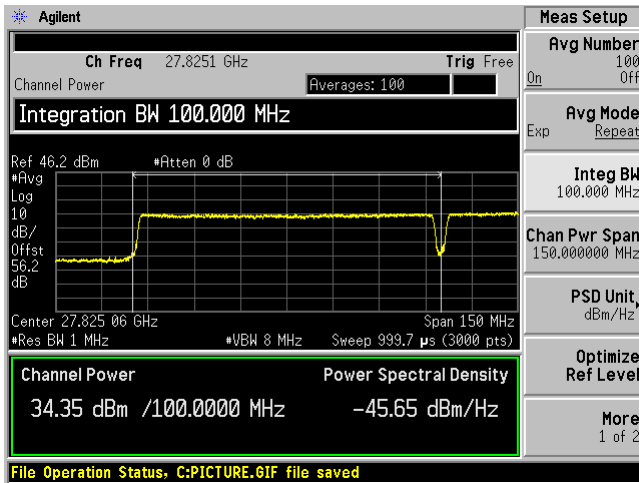 Agilent
Meas Setup
Ch Freq 27.8251 GHz Trig Free
Channel Power Averages: 100
Integration BW 100.000 MHz
Ref 46.2 dBm #Atten 0 dB
#Avg
Log
10
dB/
Offst
56.2
dB
Center 27.825 06 GHz Span 150 MHz
#Res BW 1 MHz #VBW 8 MHz Sweep 999.7 µs (3000 pts)
Channel Power Power Spectral Density
34.35 dBm /100.0000 MHz -45.65 dBm/Hz
File Operation Status, C:PICTURE.GIF file saved
Avg Number
100
On Off
Avg Mode
Exp Repeat
Integ BW
100.000 MHz
Chan Pwr Span
150.000000 MHz
PSD Unit
dBm/Hz
Optimize
Ref Level
More
1 of 2